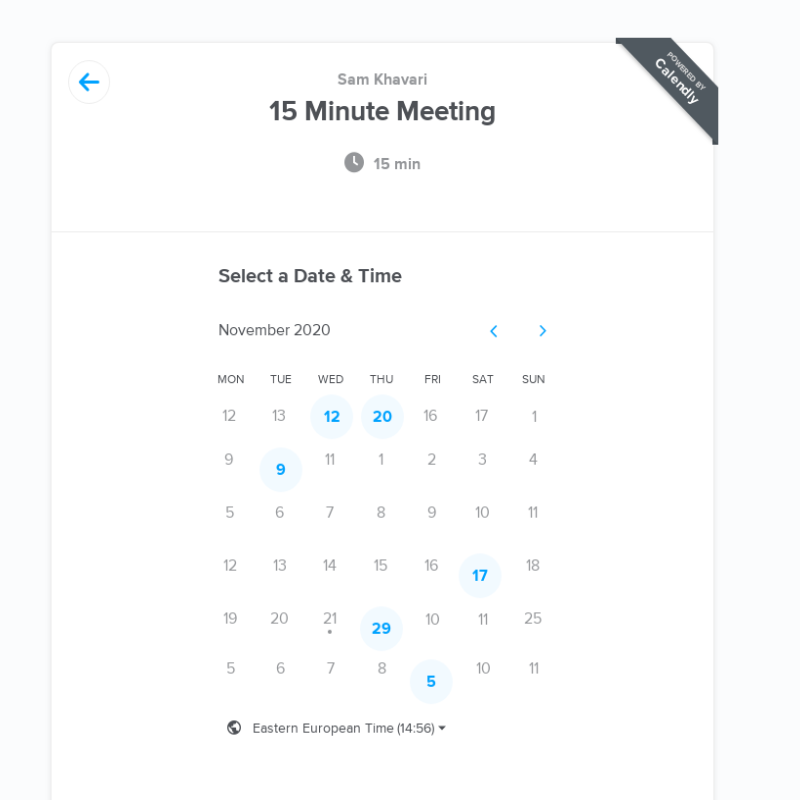 POWERED BY
Calendly
Sam Khavari
15 Minute Meeting
15 min
Select a Date & Time
November 2020
MON TUE WED THU FRI SAT SUN
12 13 12 20 16 17 1
9 9 11 1 2 3 4
5 6 7 8 9 10 11
12 13 14 15 16 17 18
19 20 21 29 10 11 25
5 6 7 8 5 10 11
Eastern European Time (14:56)